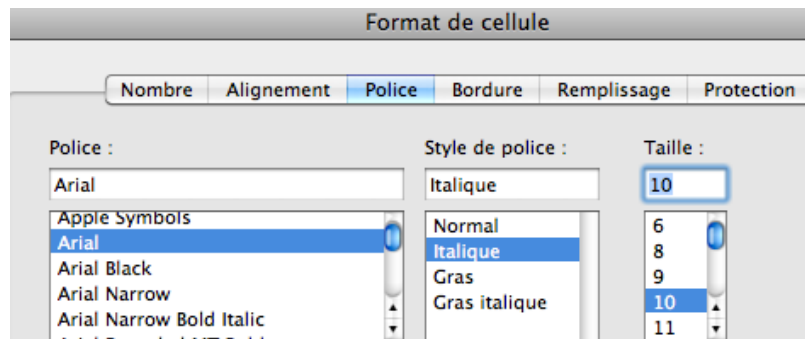 Format de cellule
Nombre Alignement Police Bordure Remplissage Protection
Police : Style de police : Taille :
Arial Italique 10
Apple Symbols
Arial
Arial Black
Arial Narrow
Arial Narrow Bold Italic
Normal
Italique
Gras
Gras italique
6
8
9
10
11